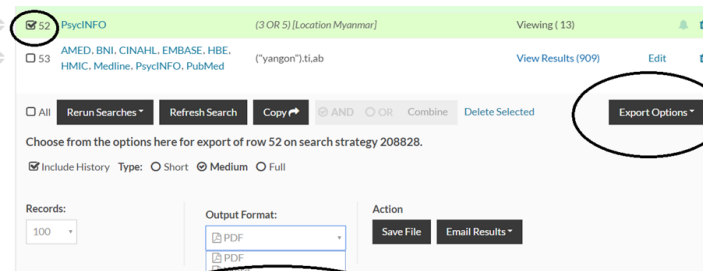 52 PsycINFO (3 OR 5) [Location Myanmar] Viewing ( 13)
53 AMED, BNI, CINAHL, EMBASE, HBE, HMIC, Medline, PsycINFO, PubMed ("yangon").ti,ab View Results (909) Edit
All Rerun Searches Refresh Search Copy AND OR Combine Delete Selected Export Options
Choose from the options here for export of row 52 on search strategy 208828.
Include History Type: Short Medium Full
Records: Output Format: Action
100 PDF Save File Email Results
PDF